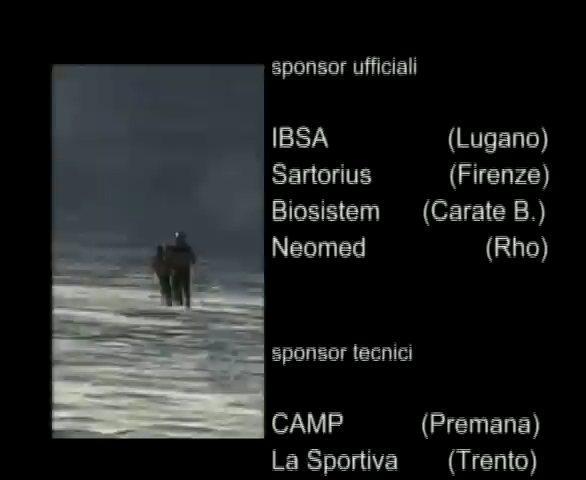 sponsor ufficiali
IBSA (Lugano)
Sartorius (Firenze)
Biosistem (Carate B.)
Neomed (Rho)
sponsor tecnici
CAMP (Premana)
La Sportiva (Trento)